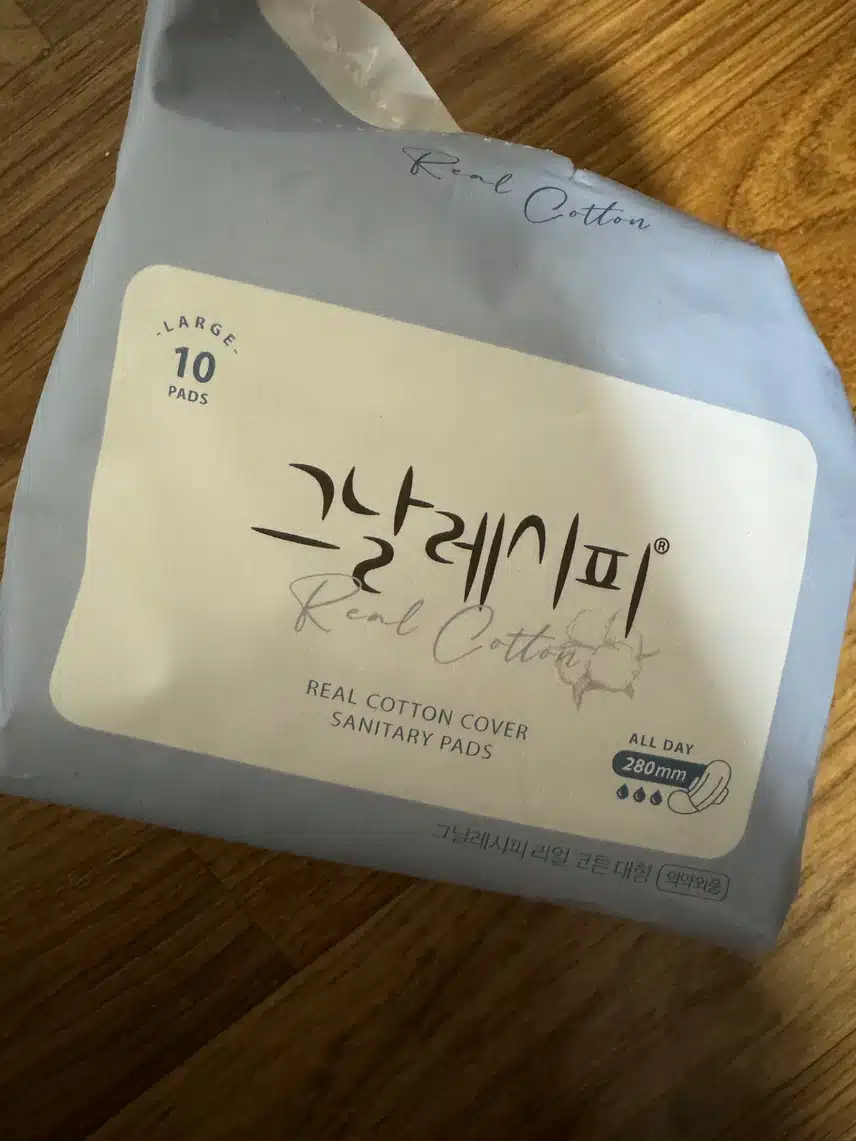 Real Cotton
-LARGE-
10
PADS
그날레시피®
Real Cotton
REAL COTTON COVER
SANITARY PADS
ALL DAY
280mm
그날레시피 리얼 코튼 대형 의약외품